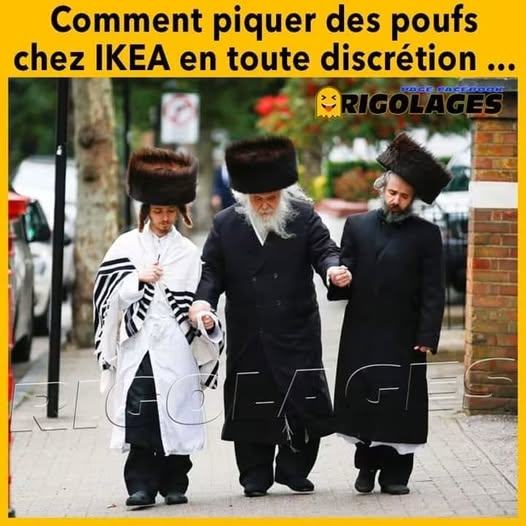 Comment piquer des poufs
chez IKEA en toute discrétion ...
PAGE FACEBOOK
RIGOLAGES
RIGOLAGES